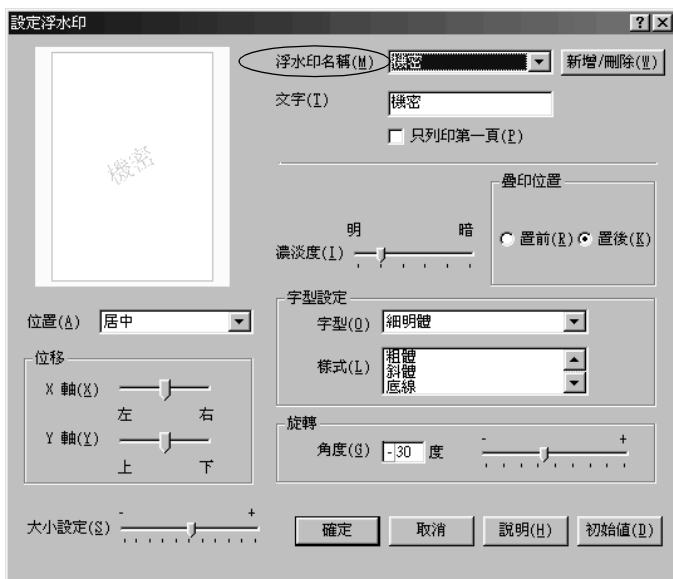 設定浮水印
浮水印名稱(M) 機密 新增/刪除(W)
文字(T) 機密
只列印第一頁(P)
機密
疊印位置
置前(R) 置後(K)
明 暗
濃淡度(I)
位置(A) 居中
字型設定
字型(O) 細明體
樣式(L) 粗體
斜體
底線
位移
X 軸(X)
左 右
Y 軸(Y)
上 下
旋轉
角度(G) -30 度 - +
大小設定(S) - +
確定 取消 說明(H) 初始值(D)